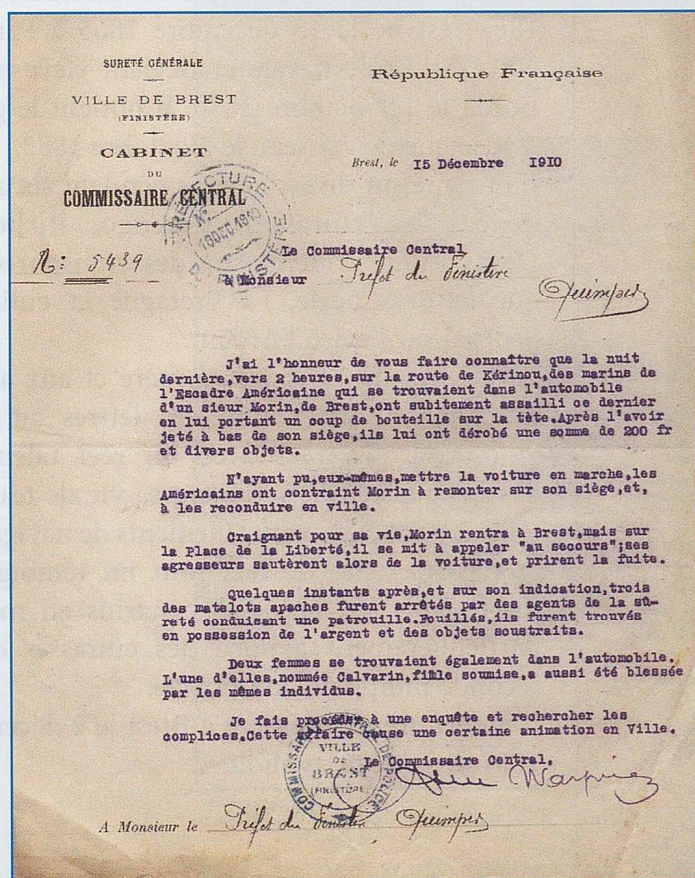 SURETÉ GÉNÉRALE
VILLE DE BREST
(FINISTÈRE)
CABINET
DU
COMMISSAIRE CENTRAL
République Française
Brest, le 15 Décembre 1910
PREFECTURE
N°
16 DEC 1910
FINISTÈRE
N: 5439
Le Commissaire Central
à Monsieur Préfet du Finistère
Quimper
J'ai l'honneur de vous faire connaître que la nuit
dernière,vers 2 heures,sur la route de Kérinou,des marins de
l'Escadre Américaine qui se trouvaient dans l'automobile
d'un sieur Morin,de Brest,ont subitement assailli ce dernier
en lui portant un coup de bouteille sur la tête.Après l'avoir
jeté à bas de son siège,ils lui ont dérobé une somme de 200 fr
et divers objets.
N'ayant pu,eux-mêmes,mettre la voiture en marche,les
Américains ont contraint Morin à remonter sur son siège,et,
à les reconduire en ville.
Craignant pour sa vie,Morin rentra à Brest,mais sur
la Place de la Liberté,il se mit à appeler "au secours";ses
agresseurs sautèrent alors de la voiture,et prirent la fuite.
Quelques instants après,et sur son indication,trois
des matelots apaches furent arrêtés par des agents de la sû-
reté conduisant une patrouille.Fouillés,ils furent trouvés
en possession de l'argent et des objets soustraits.
Deux femmes se trouvaient également dans l'automobile.
L'une d'elles,nommée Calvarin,fille soumise,a aussi été blessée
par les mêmes individus.
Je fais procéder à une enquête et rechercher les
complices.Cette affaire cause une certaine animation en Ville.
Le Commissaire Central,
COMMISSARIAT CENTRAL DE POLICE
VILLE
DE
BREST
(FINISTÈRE)
A Monsieur le Préfet du Finistère Quimper